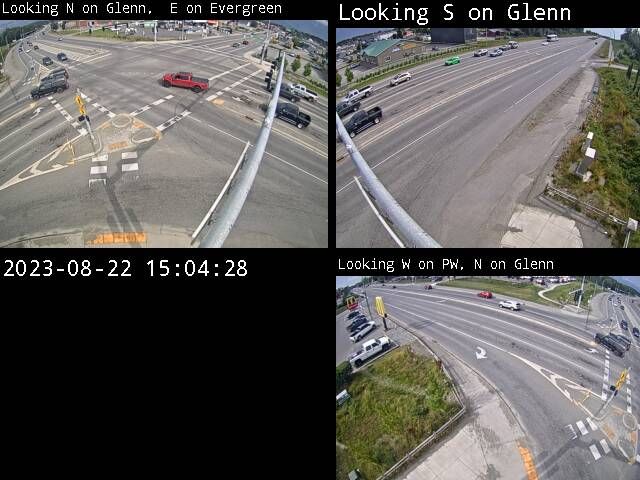 Looking N on Glenn, E on Evergreen
Looking S on Glenn
2023-08-22 15:04:28
Looking W on PW, N on Glenn